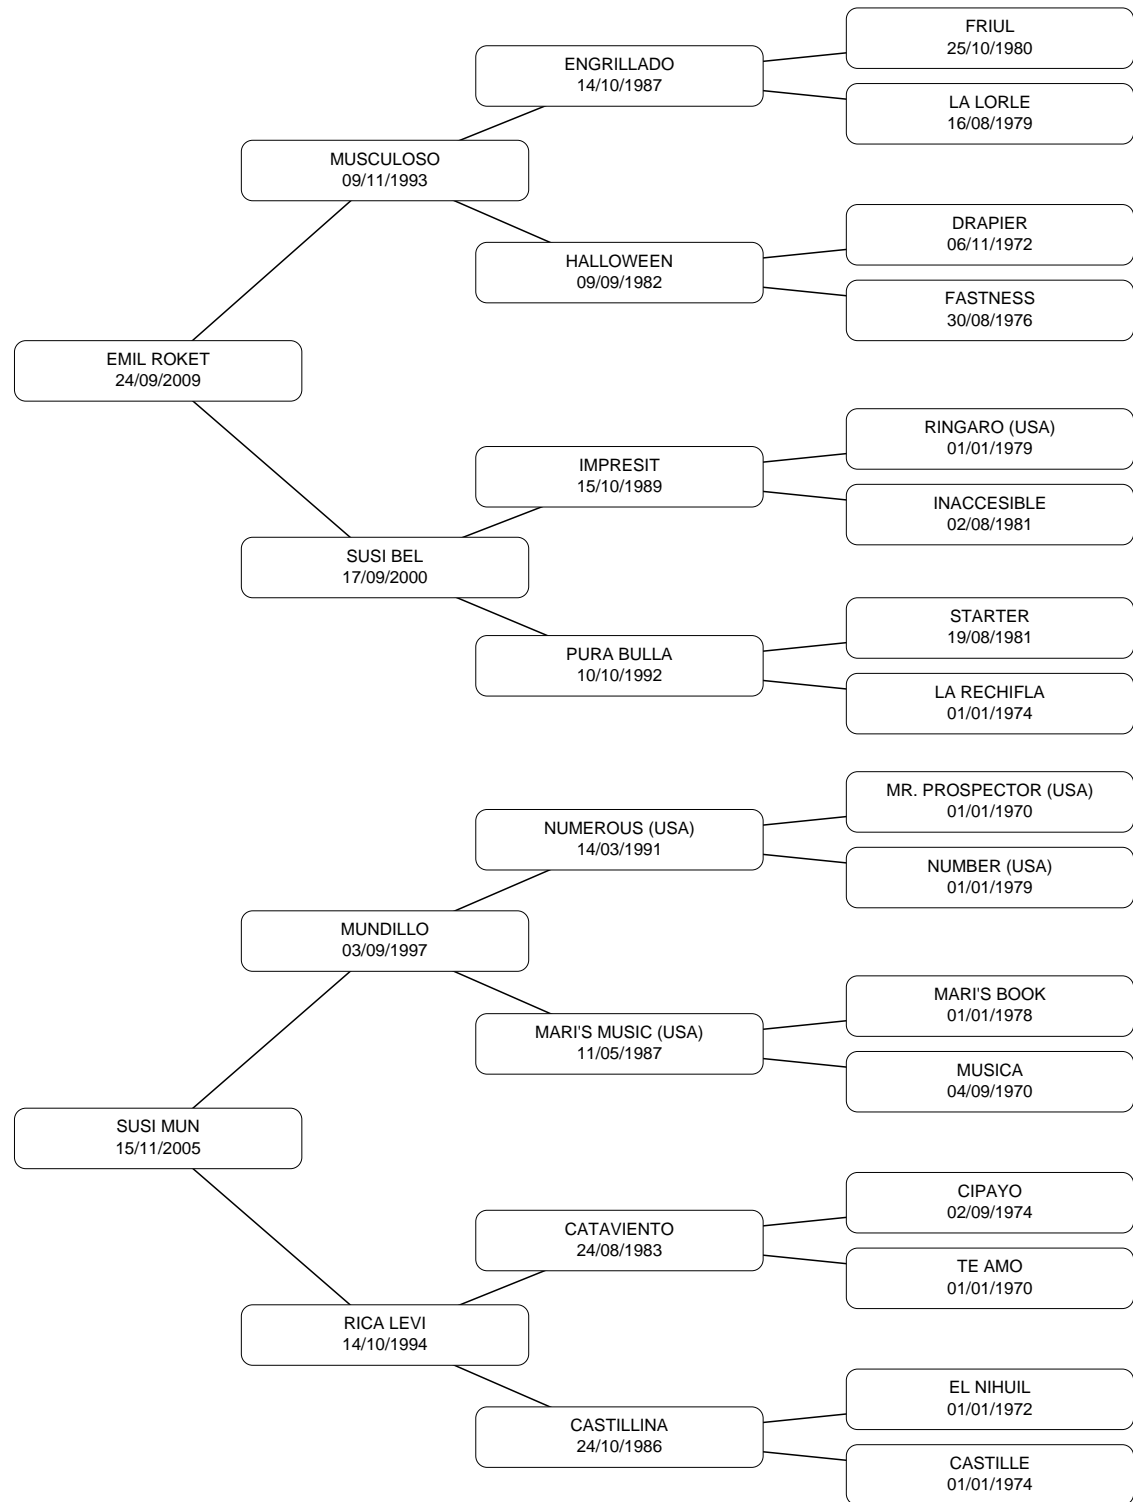 FRIUL
25/10/1980
ENGRILLADO
14/10/1987
LA LORLE
16/08/1979
MUSCULOSO
09/11/1993
DRAPIER
06/11/1972
HALLOWEEN
09/09/1982
FASTNESS
30/08/1976
EMIL ROKET
24/09/2009
RINGARO (USA)
01/01/1979
IMPRESIT
15/10/1989
INACCESIBLE
02/08/1981
SUSI BEL
17/09/2000
STARTER
19/08/1981
PURA BULLA
10/10/1992
LA RECHIFLA
01/01/1974
MR. PROSPECTOR (USA)
01/01/1970
NUMEROUS (USA)
14/03/1991
NUMBER (USA)
01/01/1979
MUNDILLO
03/09/1997
MARI'S BOOK
01/01/1978
MARI'S MUSIC (USA)
11/05/1987
MUSICA
04/09/1970
SUSI MUN
15/11/2005
CIPAYO
02/09/1974
CATAVIENTO
24/08/1983
TE AMO
01/01/1970
RICA LEVI
14/10/1994
EL NIHUIL
01/01/1972
CASTILLINA
24/10/1986
CASTILLE
01/01/1974